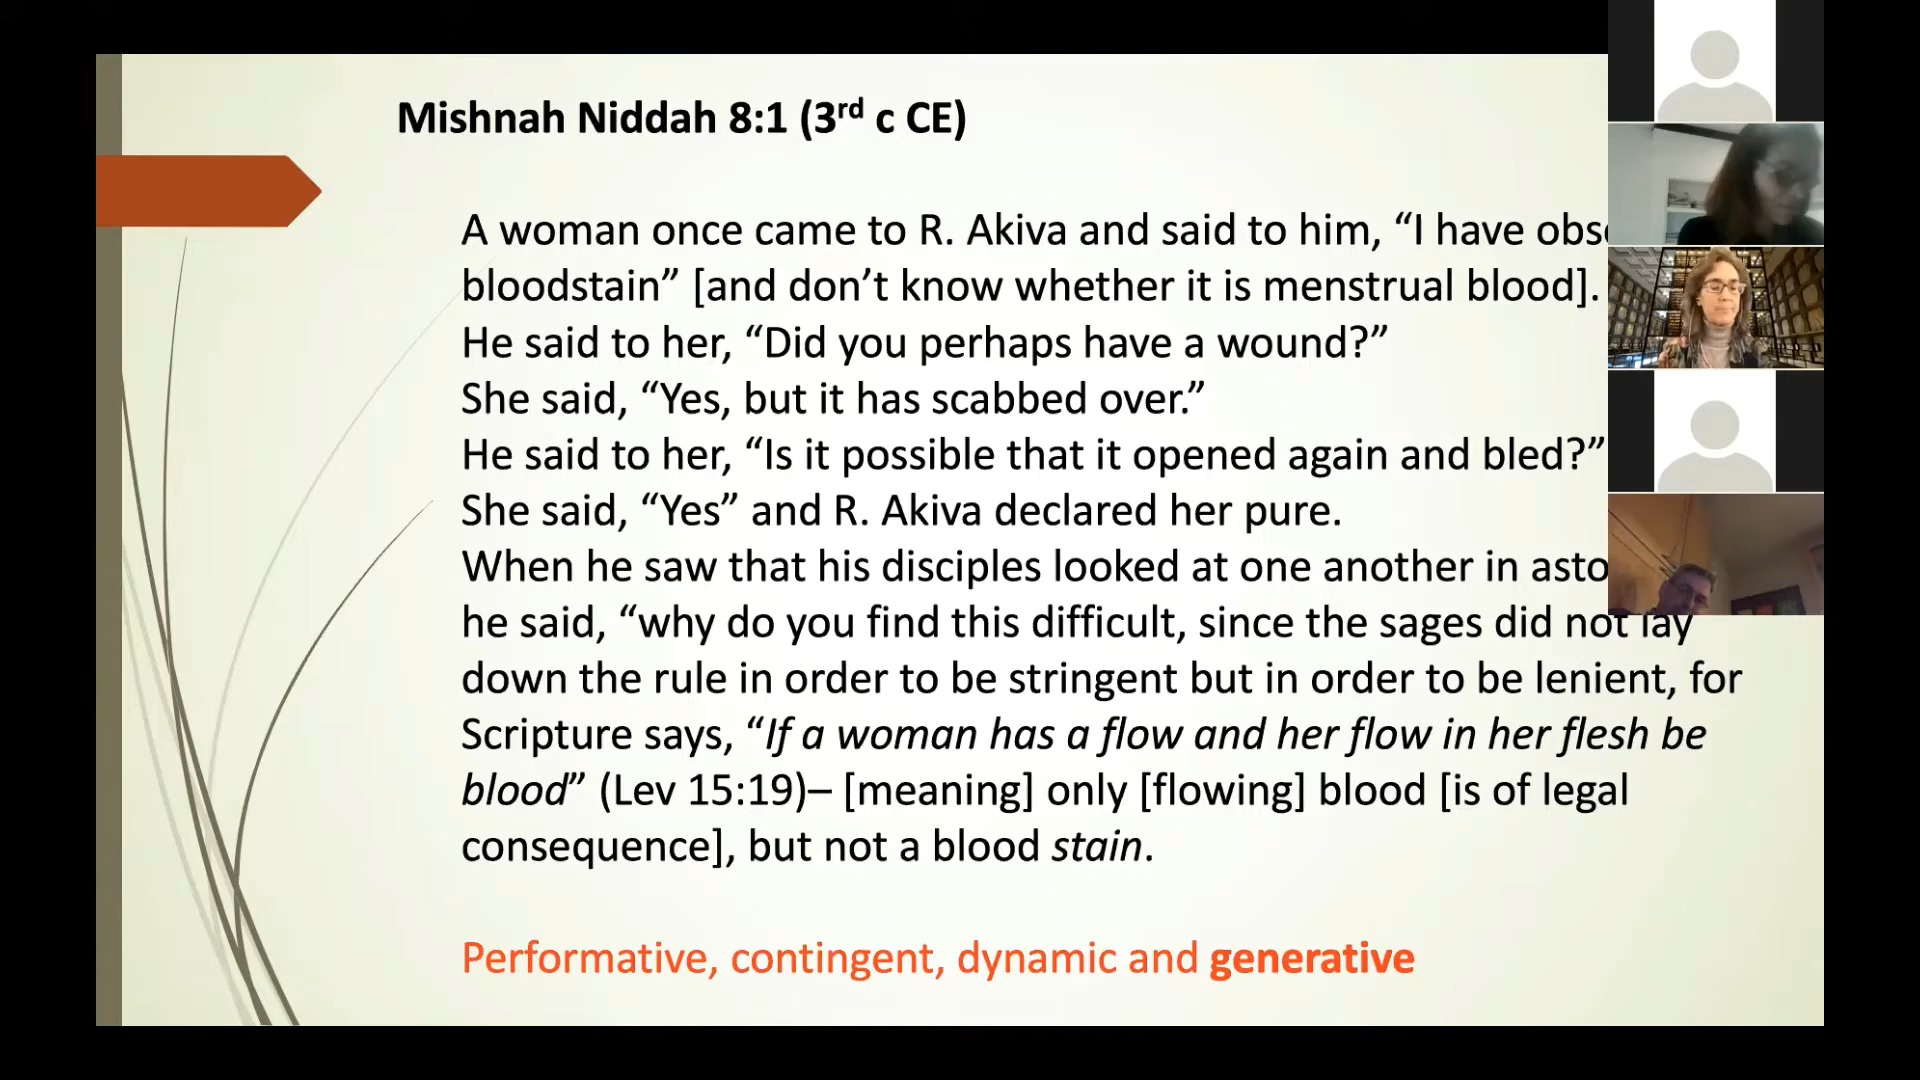 Mishnah Niddah 8:1 (3rd c CE)
A woman once came to R. Akiva and said to him, “I have
bloodstain” [and don’t know whether it is menstrual blood].
He said to her, “Did you perhaps have a wound?”
She said, “Yes, but it has scabbed over.”
He said to her, “Is it possible that it opened again and bled?”
She said, “Yes” and R. Akiva declared her pure.
When he saw that his disciples looked at one another in
he said, “why do you find this difficult, since the sages did not lay
down the rule in order to be stringent but in order to be lenient, for
Scripture says, “If a woman has a flow and her flow in her flesh be
blood” (Lev 15:19)– [meaning] only [flowing] blood [is of legal
consequence], but not a blood stain.
Performative, contingent, dynamic and generative